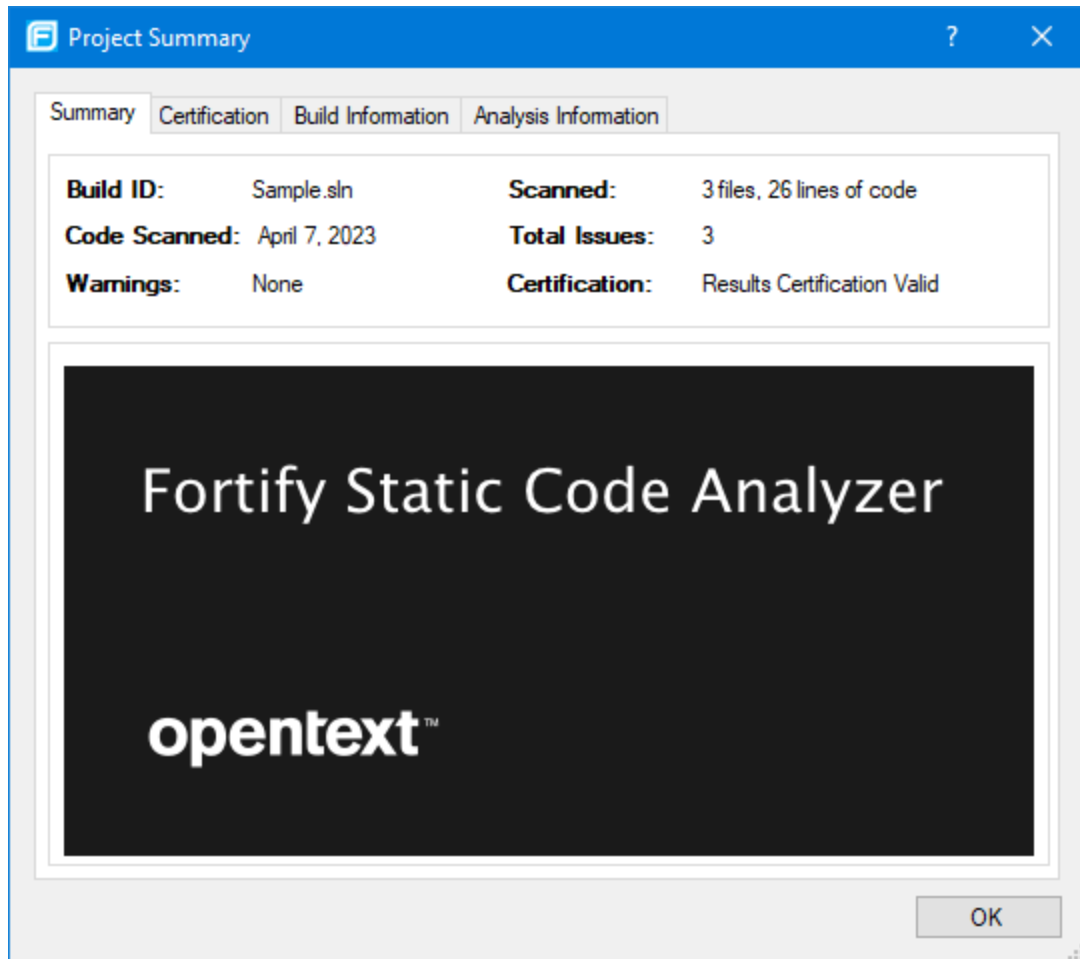 Project Summary
Summary Certification Build Information Analysis Information
Build ID: Sample.sln Scanned: 3 files, 26 lines of code
Code Scanned: April 7, 2023 Total Issues: 3
Warnings: None Certification: Results Certification Valid
Fortify Static Code Analyzer
opentext™
OK